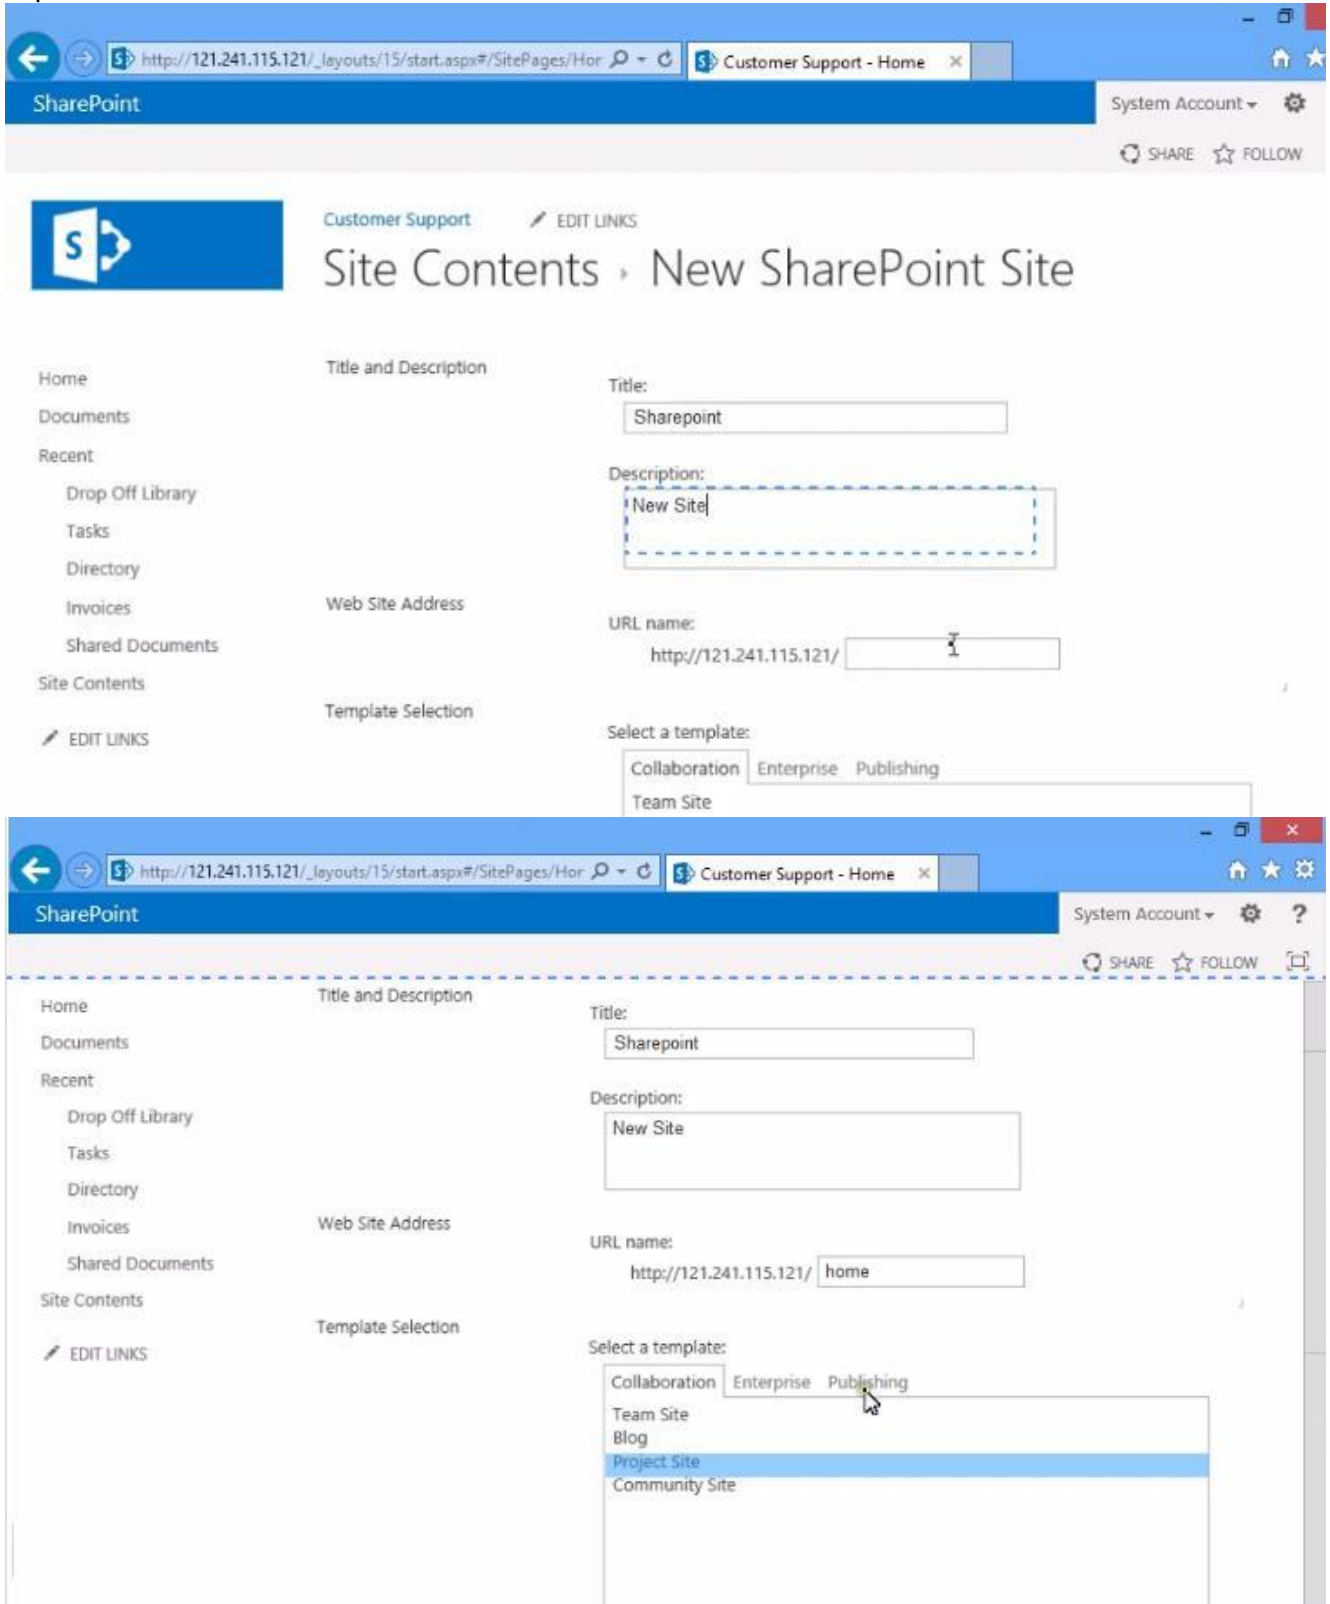 http://121.241.115.121/_layouts/15/start.aspx#/SitePages/Hor
Customer Support - Home
SharePoint
System Account
SHARE FOLLOW
S
Customer Support EDIT LINKS
Site Contents › New SharePoint Site
Home
Title and Description
Title:
Documents
Sharepoint
Recent
Description:
Drop Off Library
New Site
Tasks
Directory
Invoices
Web Site Address
URL name:
Shared Documents
http://121.241.115.121/
Site Contents
Template Selection
EDIT LINKS
Select a template:
Collaboration Enterprise Publishing
Team Site
http://121.241.115.121/_layouts/15/start.aspx#/SitePages/Hor
Customer Support - Home
SharePoint
System Account ?
SHARE FOLLOW
Home
Title and Description
Title:
Documents
Sharepoint
Recent
Description:
Drop Off Library
New Site
Tasks
Directory
Invoices
Web Site Address
URL name:
Shared Documents
http://121.241.115.121/ home
Site Contents
Template Selection
EDIT LINKS
Select a template:
Collaboration Enterprise Publishing
Team Site
Blog
Project Site
Community Site